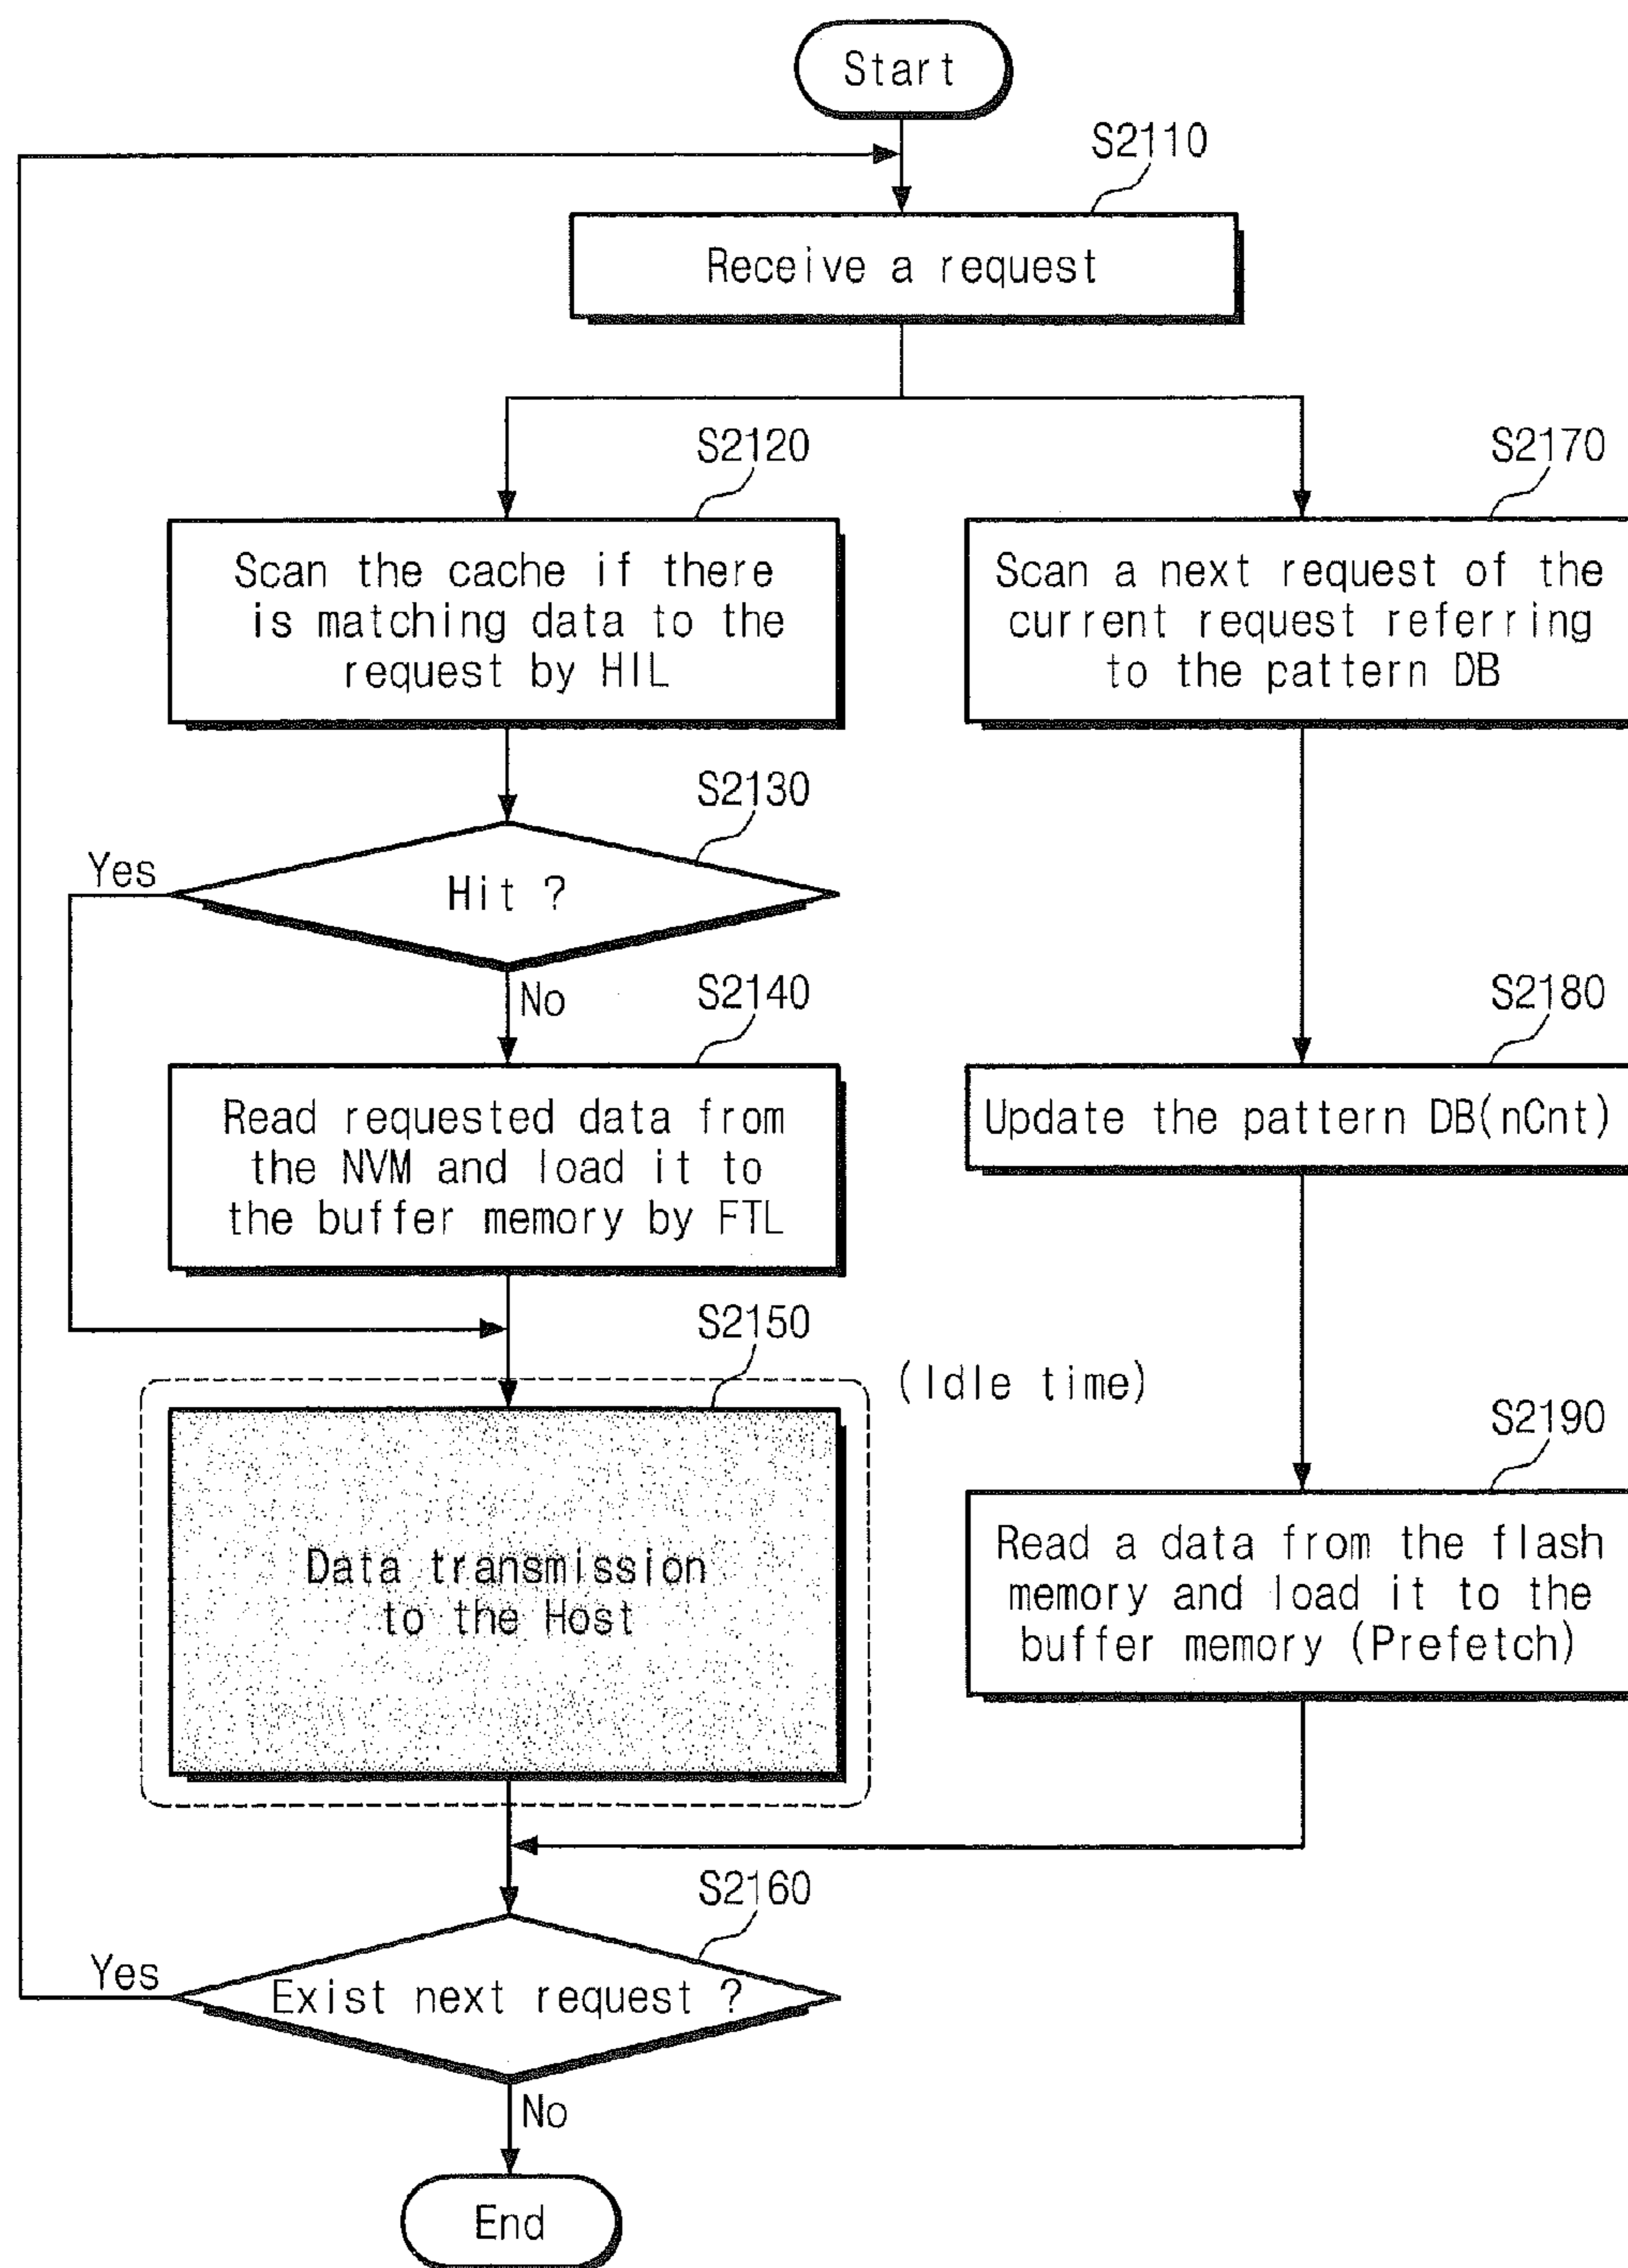 Start
S2110
Receive a request
S2120
Scan the cache if there
is matching data to the
request by HIL
S2170
Scan a next request of the
current request referring
to the pattern DB
S2130
Yes
Hit ?
No
S2140
Read requested data from
the NVM and load it to
the buffer memory by FTL
S2180
Update the pattern DB(nCnt)
S2150
(Idle time)
Data transmission
to the Host
S2190
Read a data from the flash
memory and load it to the
buffer memory (Prefetch)
S2160
Yes
Exist next request ?
No
End